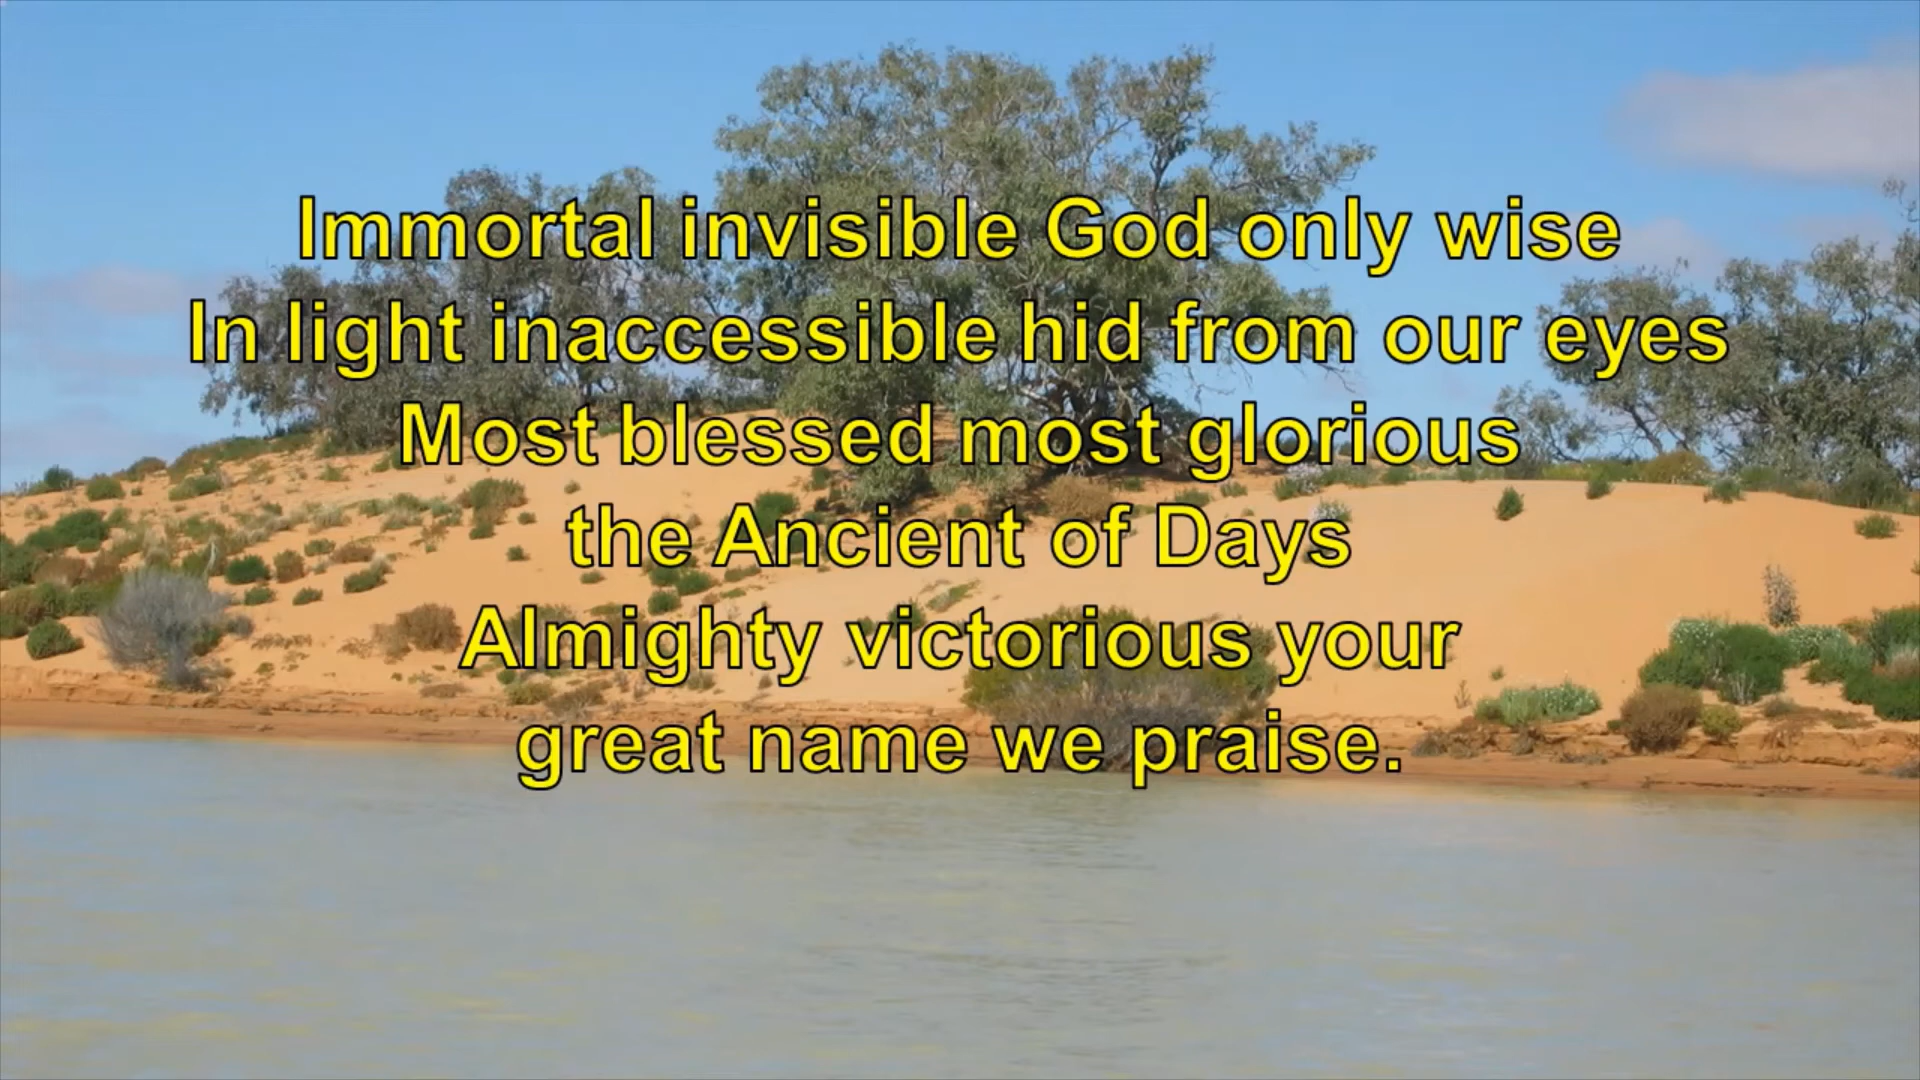 Immortal invisible God only wise
In light inaccessible hid from our eyes
Most blessed most glorious
the Ancient of Days
Almighty victorious your
great name we praise.